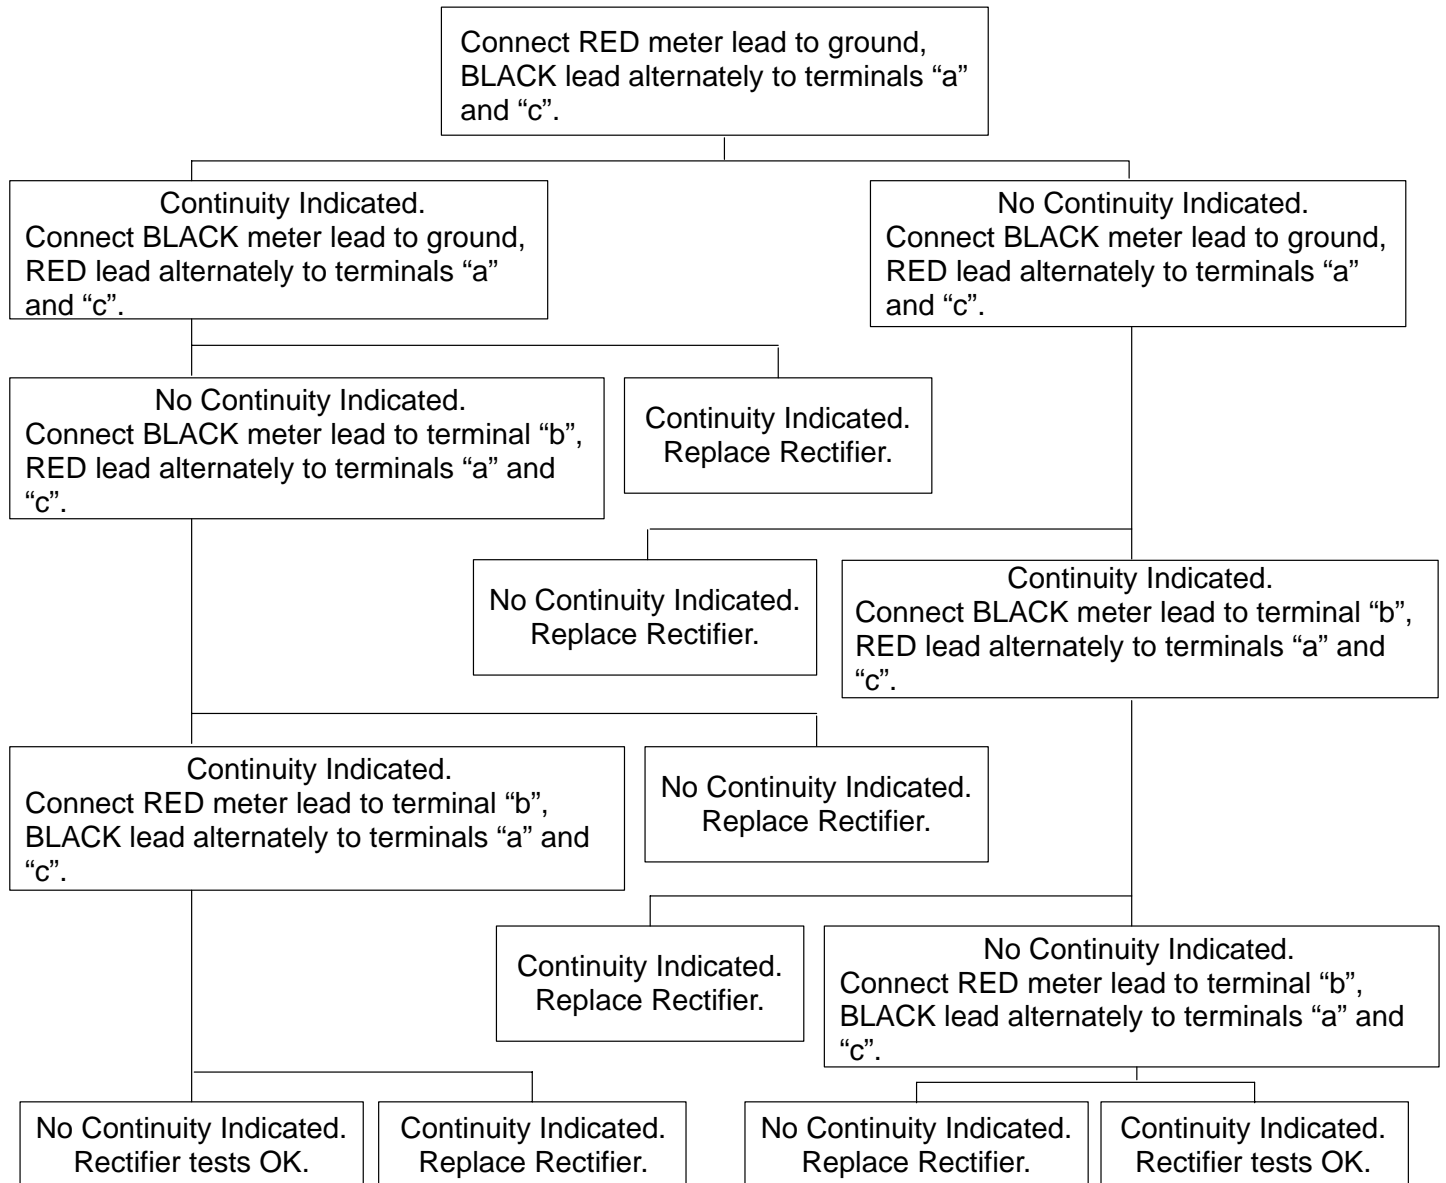 Connect RED meter lead to ground,
BLACK lead alternately to terminals “a”
and “c”.
Continuity Indicated.
Connect BLACK meter lead to ground,
RED lead alternately to terminals “a”
and “c”.
No Continuity Indicated.
Connect BLACK meter lead to ground,
RED lead alternately to terminals “a”
and “c”.
No Continuity Indicated.
Connect BLACK meter lead to terminal “b”,
RED lead alternately to terminals “a” and
“c”.
Continuity Indicated.
Replace Rectifier.
No Continuity Indicated.
Replace Rectifier.
Continuity Indicated.
Connect BLACK meter lead to terminal “b”,
RED lead alternately to terminals “a” and
“c”.
Continuity Indicated.
Connect RED meter lead to terminal “b”,
BLACK lead alternately to terminals “a” and
“c”.
No Continuity Indicated.
Replace Rectifier.
Continuity Indicated.
Replace Rectifier.
No Continuity Indicated.
Connect RED meter lead to terminal “b”,
BLACK lead alternately to terminals “a” and
“c”.
No Continuity Indicated.
Rectifier tests OK.
Continuity Indicated.
Replace Rectifier.
No Continuity Indicated.
Replace Rectifier.
Continuity Indicated.
Rectifier tests OK.